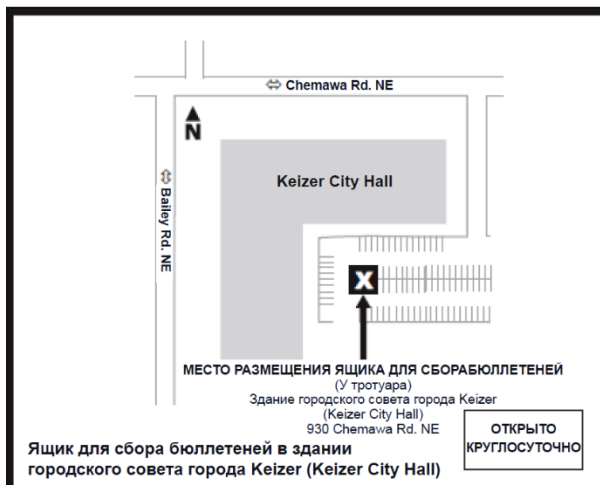 ⇔ Chemawa Rd. NE
N
Keizer City Hall
⇔ Bailey Rd. NE
X
МЕСТО РАЗМЕЩЕНИЯ ЯЩИКА ДЛЯ СБОРАБЮЛЛЕТЕНЕЙ
(У тротуара)
Здание городского совета города Keizer
(Keizer City Hall)
930 Chemawa Rd. NE
ОТКРЫТО
КРУГЛОСУТОЧНО
Ящик для сбора бюллетеней в здании
городского совета города Keizer (Keizer City Hall)